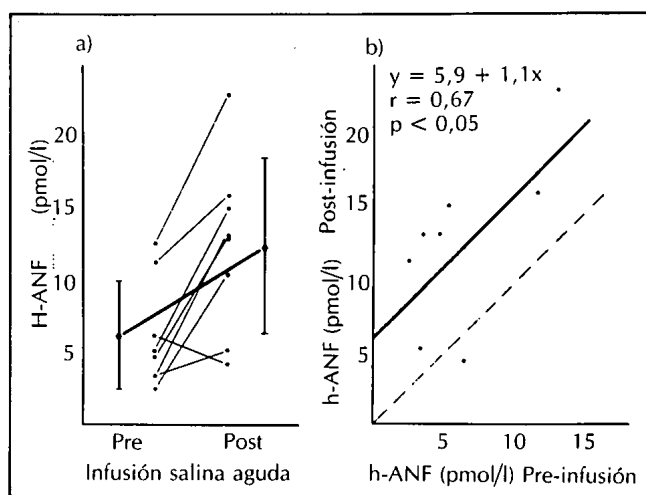 a)
H-ANF (pmol/l)
20
15
10
5
Pre Post
Infusión salina aguda
b)
y = 5,9 + 1,1x
r = 0,67
p < 0,05
h-ANF (pmol/l) Post-infusión
20
15
10
5
5 10 15
h-ANF (pmol/l) Pre-infusión